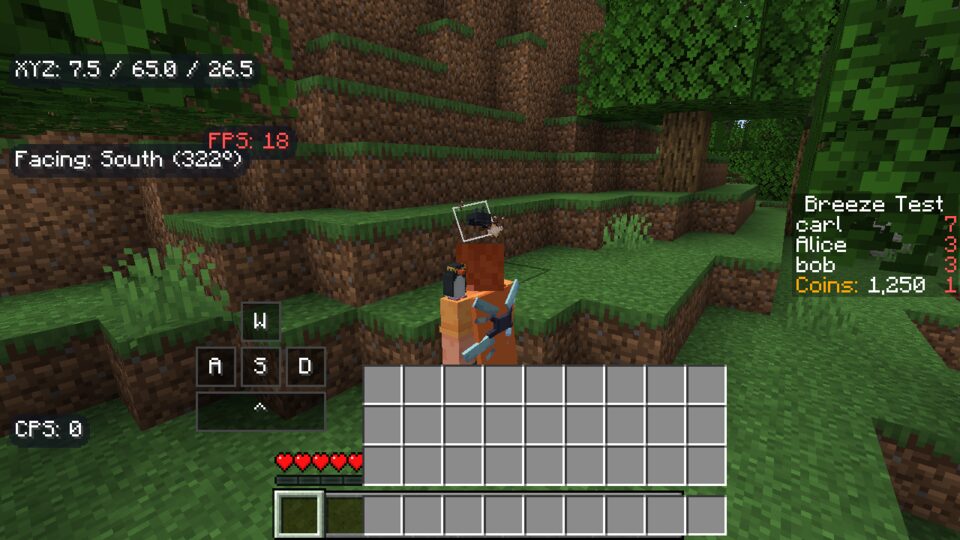 XYZ: 7.5 / 65.0 / 26.5
FPS: 18
Facing: South (322º)
Breeze Test
carl 7
Alice 3
bob 3
Coins: 1,250 1
W
A S D
^
CPS: 0